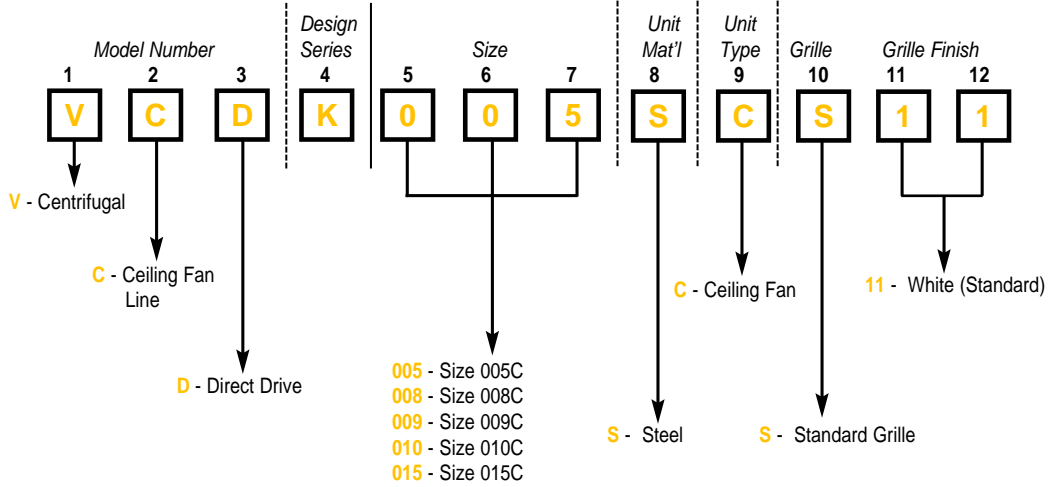 Model Number
Design Series
Size
Unit Mat'l
Unit Type
Grille
Grille Finish
1 2 3 4 5 6 7 8 9 10 11 12
V C D K 0 0 5 S C S 1 1
V - Centrifugal
C - Ceiling Fan
Line
D - Direct Drive
005 - Size 005C
008 - Size 008C
009 - Size 009C
010 - Size 010C
015 - Size 015C
S - Steel
C - Ceiling Fan
S - Standard Grille
11 - White (Standard)